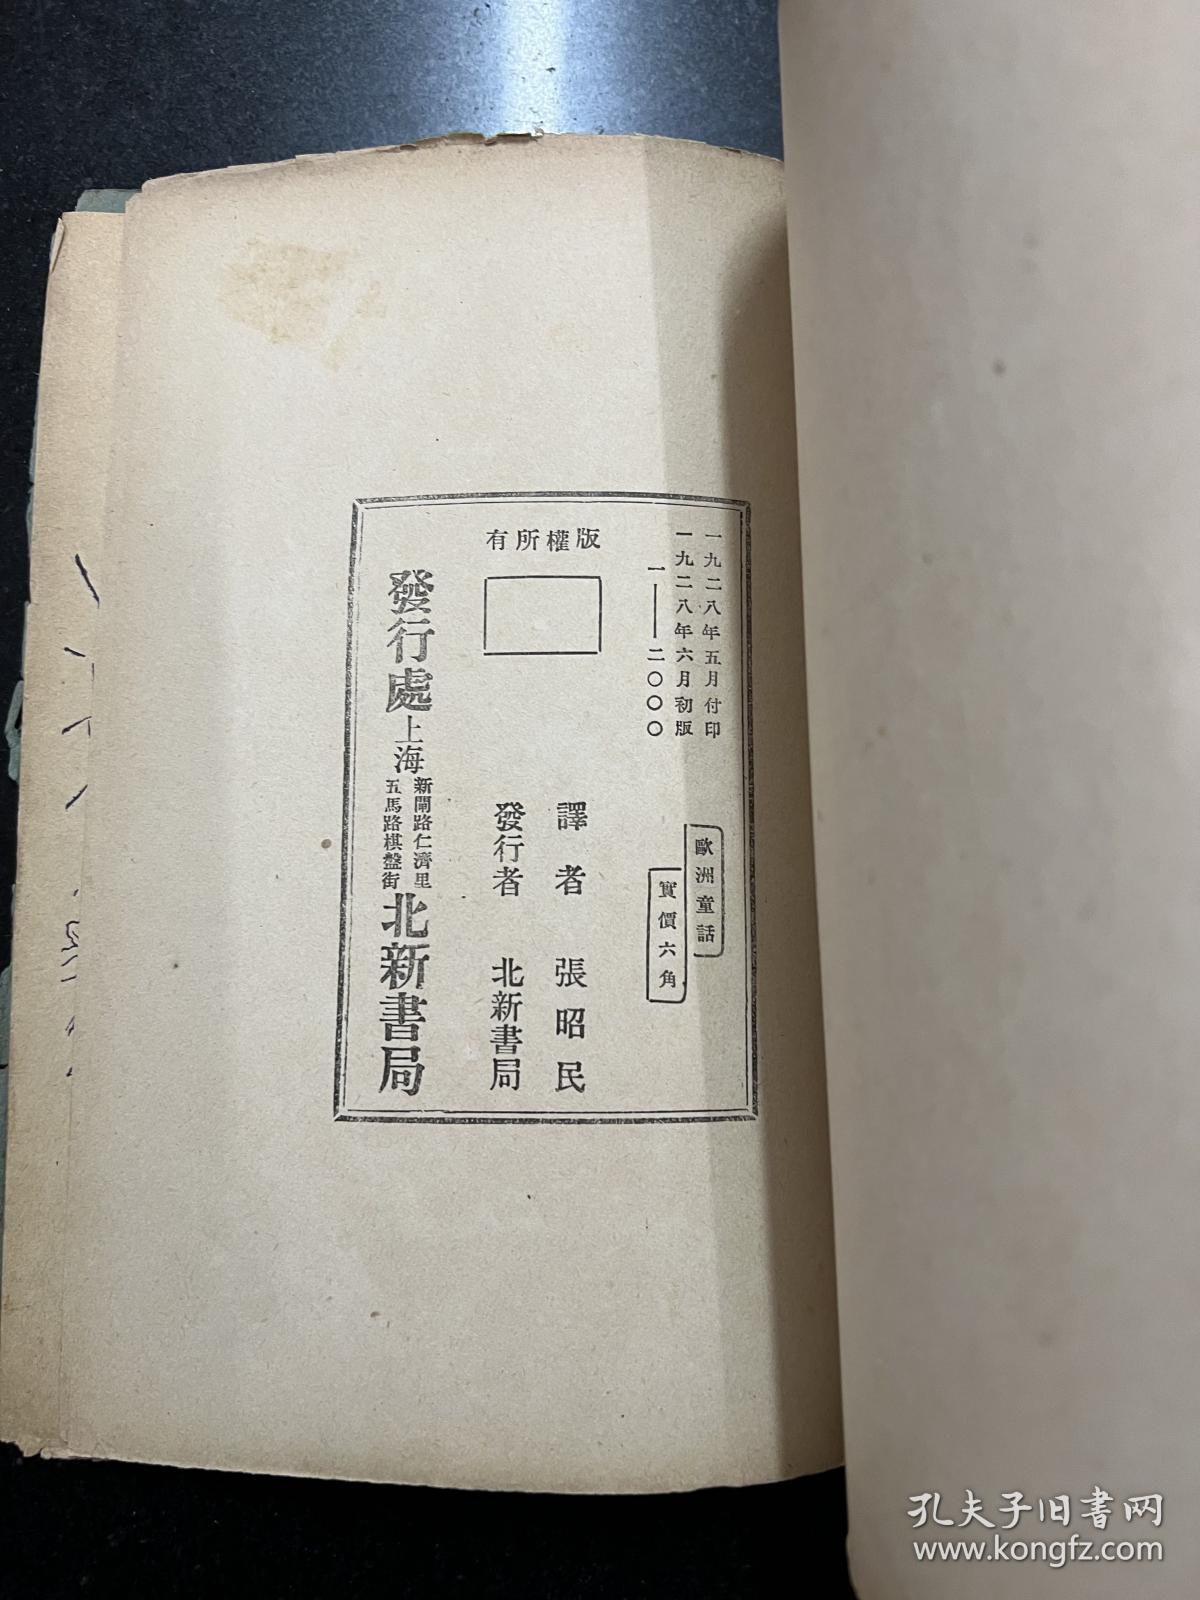 一九二八年五月付印
一九二八年六月初版
一——二〇〇〇
歐洲童話
實價六角
版權所有
譯者 張昭民
發行者 北新書局
發行處 上海 新閘路仁濟里 五馬路棋盤街 北新書局
孔夫子旧书网
www.kongfz.com